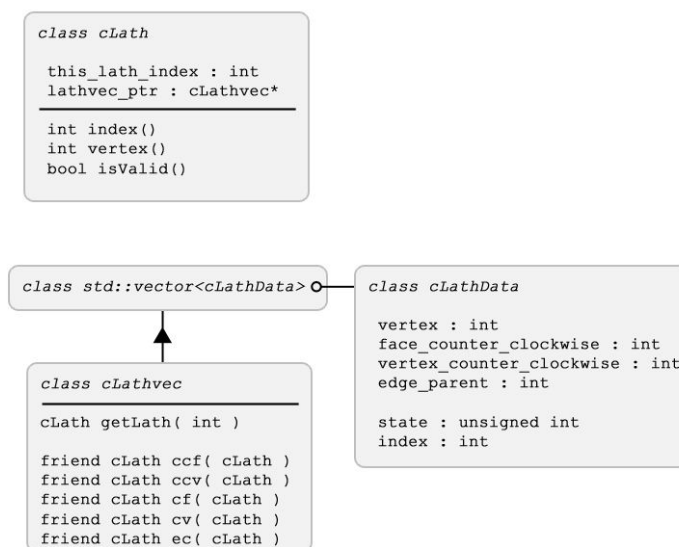 class cLath
this_lath_index : int
lathvec_ptr : cLathvec*
int index()
int vertex()
bool isValid()
class std::vector<cLathData>
class cLathData
vertex : int
face_counter_clockwise : int
vertex_counter_clockwise : int
edge_parent : int
state : unsigned int
index : int
class cLathvec
cLath getLath( int )
friend cLath ccf( cLath )
friend cLath ccv( cLath )
friend cLath cf( cLath )
friend cLath cv( cLath )
friend cLath ec( cLath )